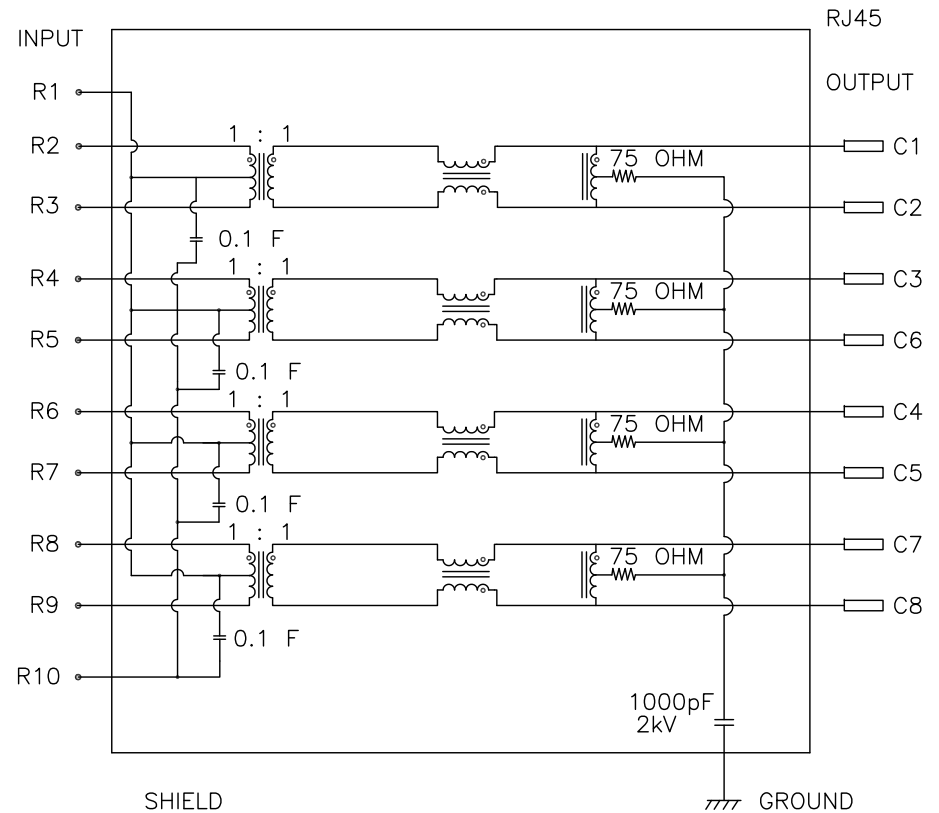 RJ45
INPUT
OUTPUT
R1
1 : 1
R2
75 OHM
C1
R3
C2
0.1 F
1 : 1
R4
75 OHM
C3
R5
C6
0.1 F
1 : 1
R6
75 OHM
C4
R7
C5
0.1 F
1 : 1
R8
75 OHM
C7
R9
C8
0.1 F
R10
1000pF
2kV
SHIELD
GROUND